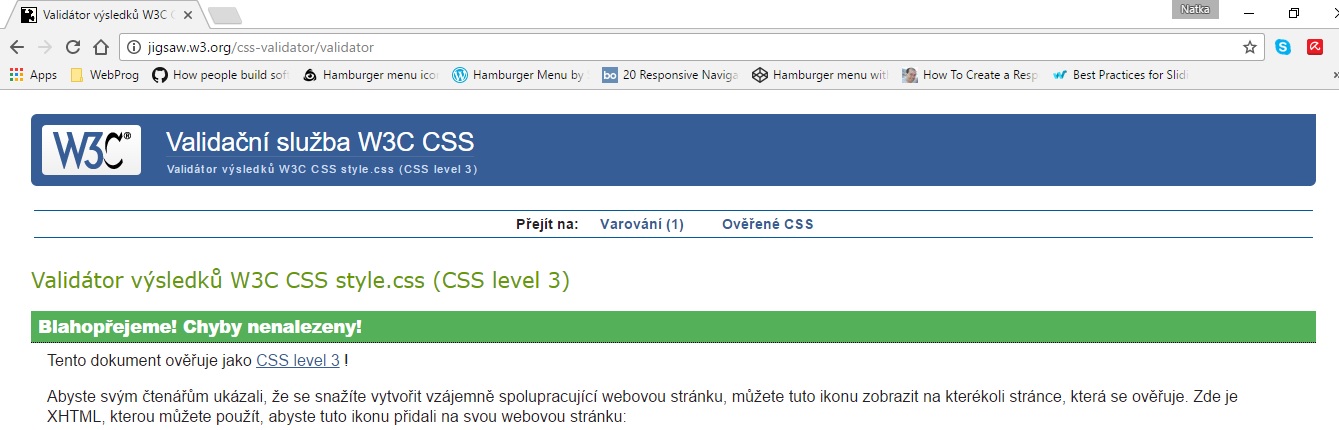 Validátor výsledků W3C C
Natka
jigsaw.w3.org/css-validator/validator
Apps WebProg How people build sof Hamburger menu ico Hamburger Menu by bo 20 Responsive Naviga Hamburger menu wit How To Create a Resp Best Practices for Slid »
W3C® Validační služba W3C CSS
Validátor výsledků W3C CSS style.css (CSS level 3)
Přejít na: Varování (1) Ověřené CSS
Validátor výsledků W3C CSS style.css (CSS level 3)
Blahopřejeme! Chyby nenalezeny!
Tento dokument ověřuje jako CSS level 3 !
Abyste svým čtenářům ukázali, že se snažíte vytvořit vzájemně spolupracující webovou stránku, můžete tuto ikonu zobrazit na kterékoli stránce, která se ověřuje. Zde je
XHTML, kterou můžete použít, abyste tuto ikonu přidali na svou webovou stránku: